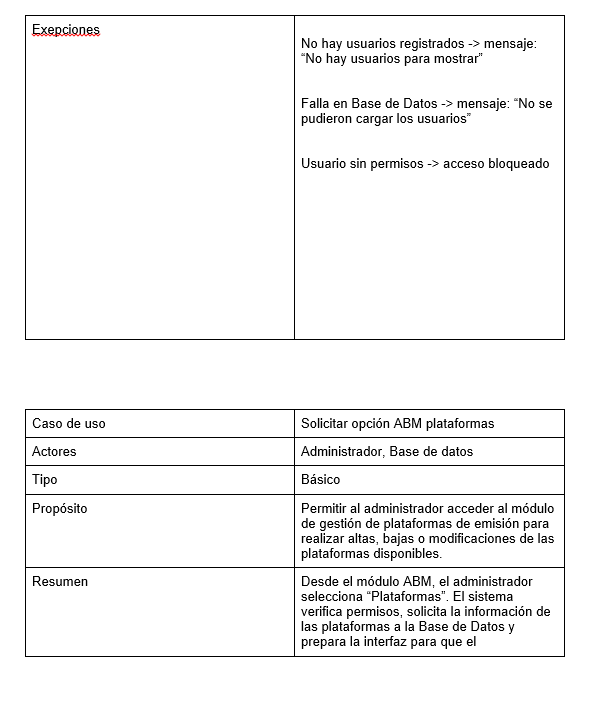 Exepciones
No hay usuarios registrados -> mensaje:
“No hay usuarios para mostrar”
Falla en Base de Datos -> mensaje: “No se
pudieron cargar los usuarios”
Usuario sin permisos -> acceso bloqueado
Caso de uso
Solicitar opción ABM plataformas
Actores
Administrador, Base de datos
Tipo
Básico
Propósito
Permitir al administrador acceder al módulo
de gestión de plataformas de emisión para
realizar altas, bajas o modificaciones de las
plataformas disponibles.
Resumen
Desde el módulo ABM, el administrador
selecciona “Plataformas”. El sistema
verifica permisos, solicita la información de
las plataformas a la Base de Datos y
prepara la interfaz para que el